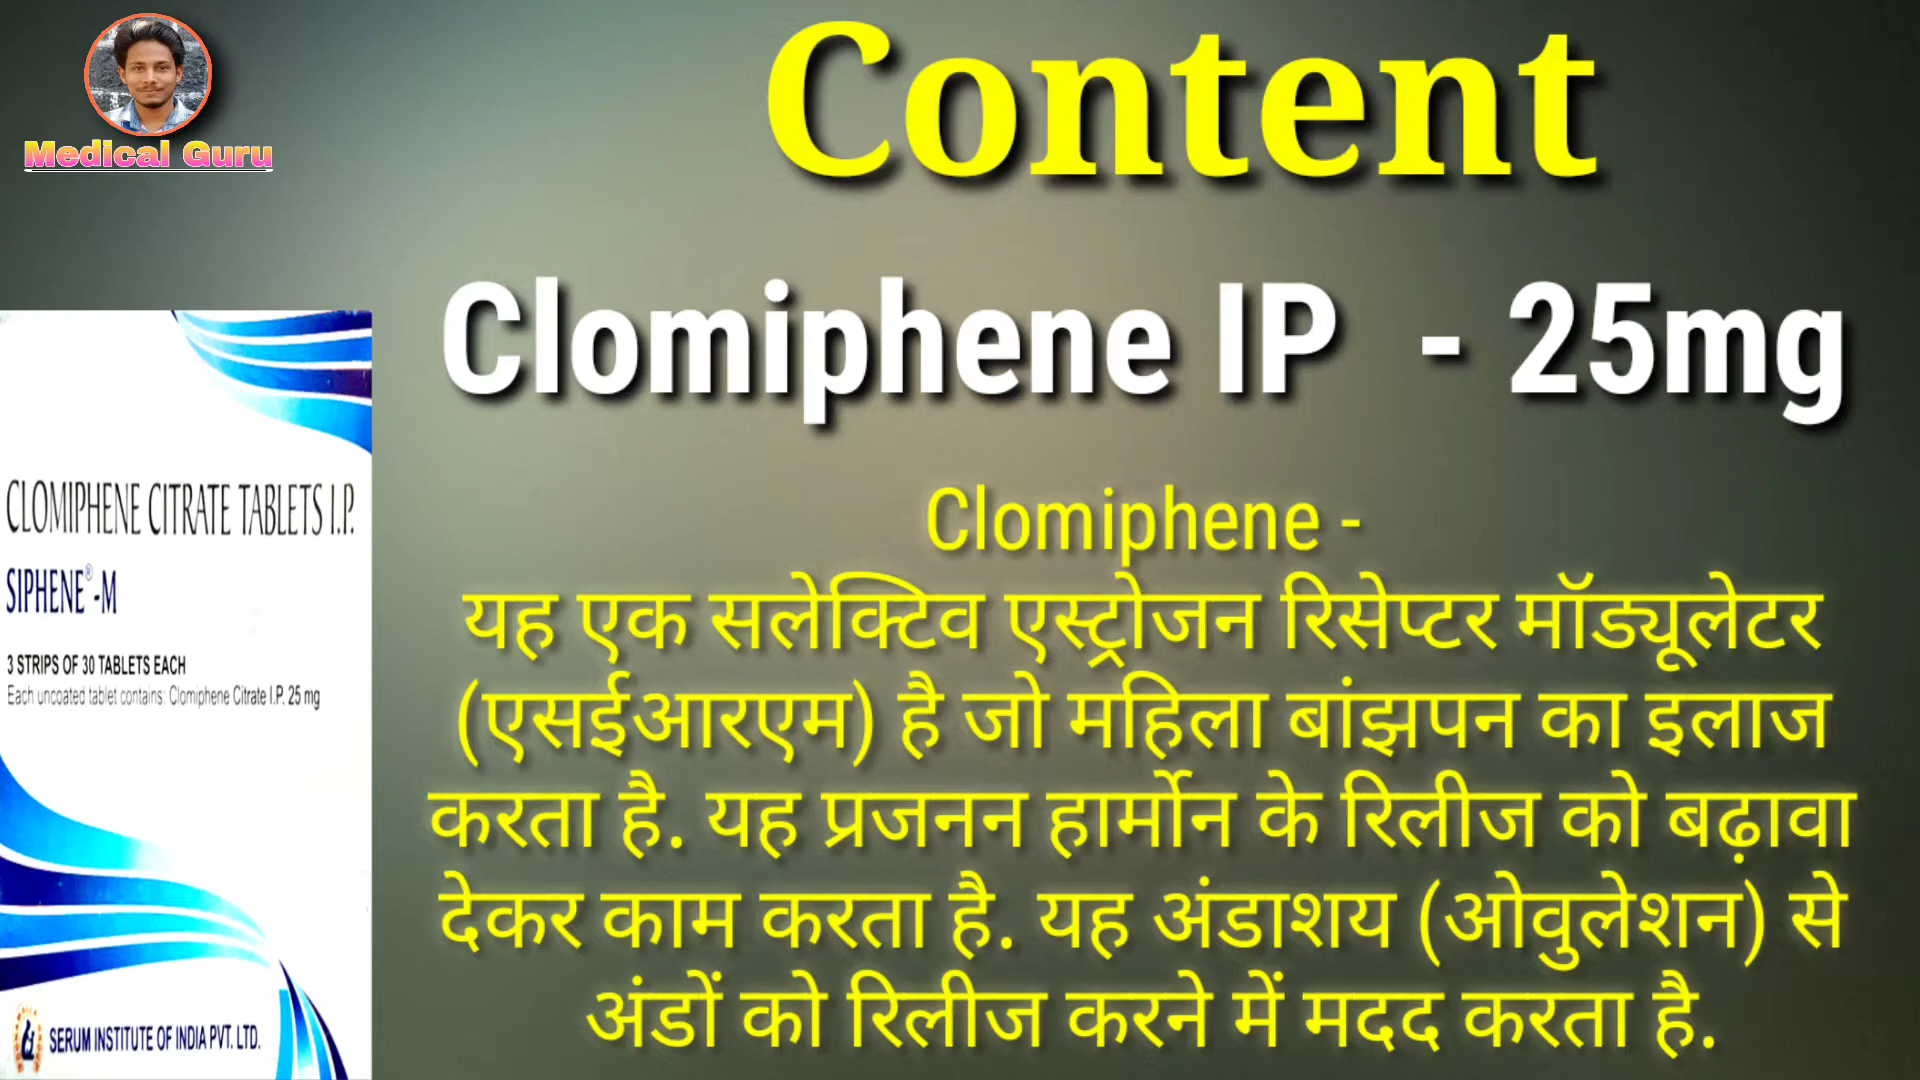 Medical Guru
Content
Clomiphene IP - 25mg
Clomiphene -
यह एक सलेक्टिव एस्ट्रोजन रिसेप्टर मॉड्यूलेटर
(एसईआरएम) है जो महिला बांझपन का इलाज
करता है. यह प्रजनन हार्मोन के रिलीज को बढ़ावा
देकर काम करता है. यह अंडाशय (ओवुलेशन) से
अंडों को रिलीज करने में मदद करता है.
CLOMIPHENE CITRATE TABLETS I.P.
SIPHENE®-M
3 STRIPS OF 30 TABLETS EACH
Each uncoated tablet contains: Clomiphene Citrate I.P. 25 mg
SERUM INSTITUTE OF INDIA PVT. LTD.